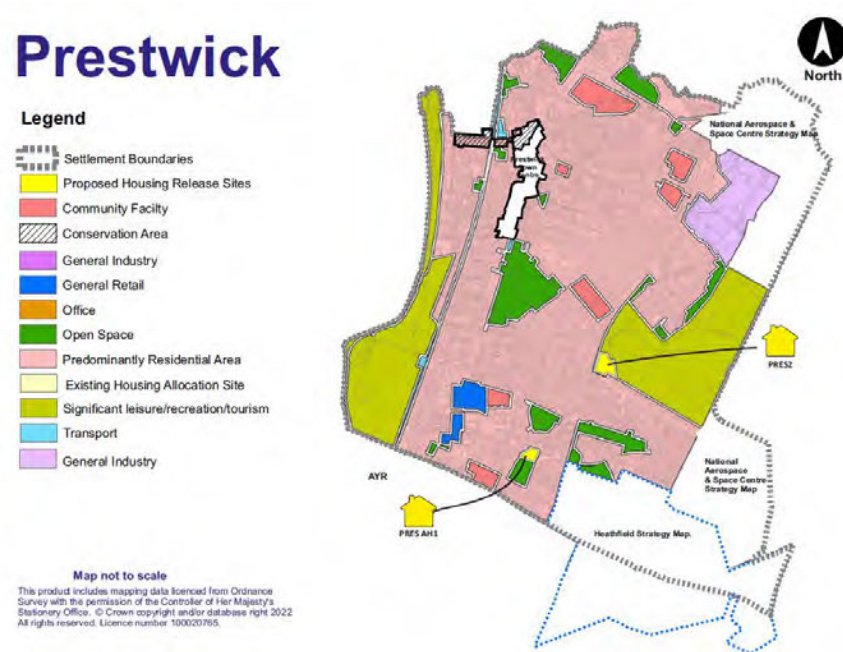 Prestwick
Legend
Settlement Boundaries
Proposed Housing Release Sites
Community Facilty
Conservation Area
General Industry
General Retail
Office
Open Space
Predominantly Residential Area
Existing Housing Allocation Site
Significant leisure/recreation/tourism
Transport
General Industry
North
National Aerospace &
Space Centre Strategy Map
Prestwick
Town
Centre
PRES2
National
Aerospace
& Space Centre
Strategy Map
AYR
PRES AH1
Heathfield Strategy Map.
Map not to scale
This product includes mapping data licenced from Ordnance
Survey with the permission of the Controller of Her Majesty's
Stationery Office. © Crown copyright and/or database right 2022
All rights reserved. Licence number 100020765.